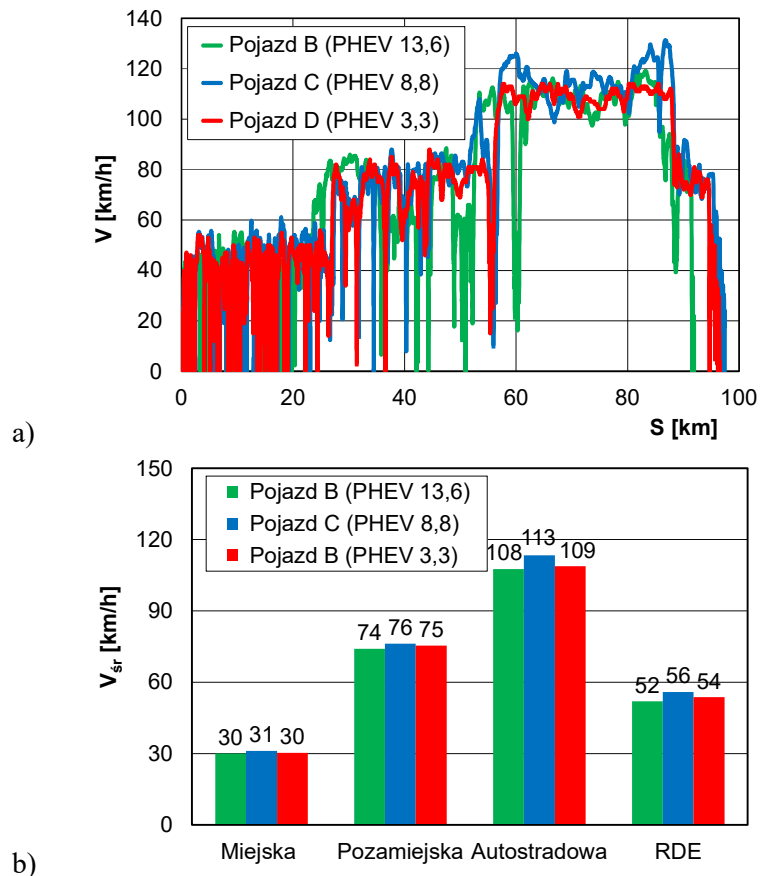 140
120
100
80
60
40
20
0
V [km/h]
Pojazd B (PHEV 13,6)
Pojazd C (PHEV 8,8)
Pojazd D (PHEV 3,3)
0 20 40 60 80 100
S [km]
a)
150
120
90
60
30
0
V śr [km/h]
Pojazd B (PHEV 13,6)
Pojazd C (PHEV 8,8)
Pojazd B (PHEV 3,3)
30 31 30
74 76 75
108 113 109
52 56 54
Miejska Pozamiejska Autostradowa RDE
b)